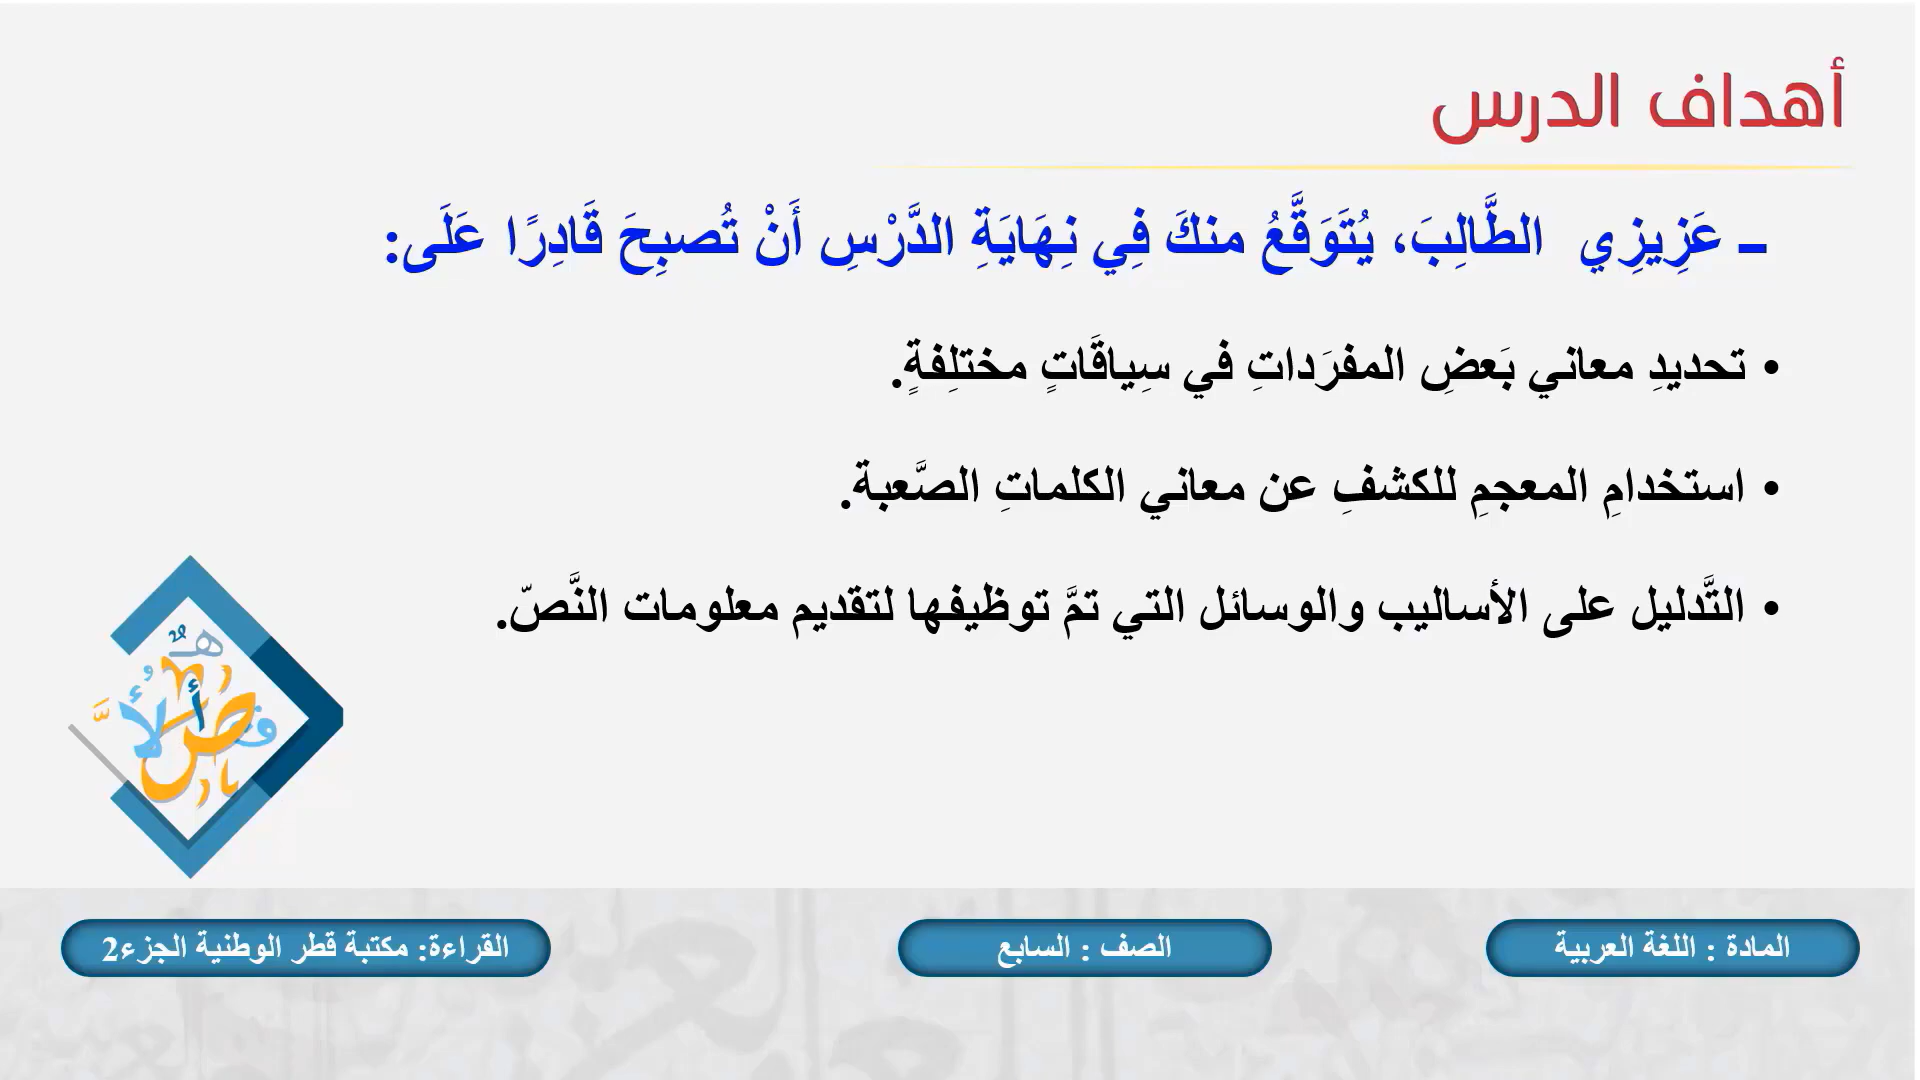 أهداف الدرس
ـ عَزِيزِي الطَّالِبَ، يُتَوَقَّعُ منكَ فِي نِهَايَةِ الدَّرْسِ أَنْ تُصبِحَ قَادِرًا عَلَى:
• تحديدِ معاني بَعضِ المفرَداتِ في سِياقَاتٍ مختلِفةٍ.
• استخدامِ المعجمِ للكشفِ عن معاني الكلماتِ الصَّعبة.
• التَّدليل على الأساليب والوسائل التي تمَّ توظيفها لتقديم معلومات النَّصّ.
المادة : اللغة العربية
الصف : السابع
القراءة: مكتبة قطر الوطنية الجزء2